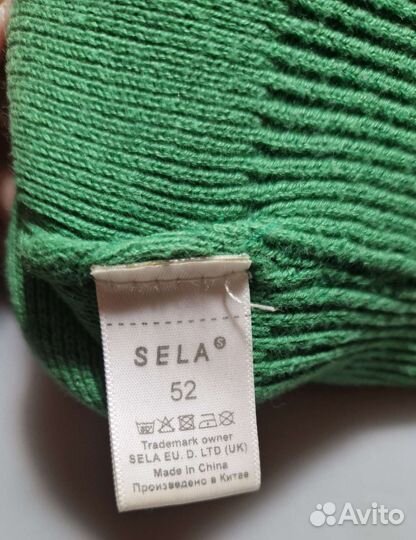 SELA®
52
Trademark owner
SELA EU. D. LTD (UK)
Made in China
Произведено в Китае
Avito